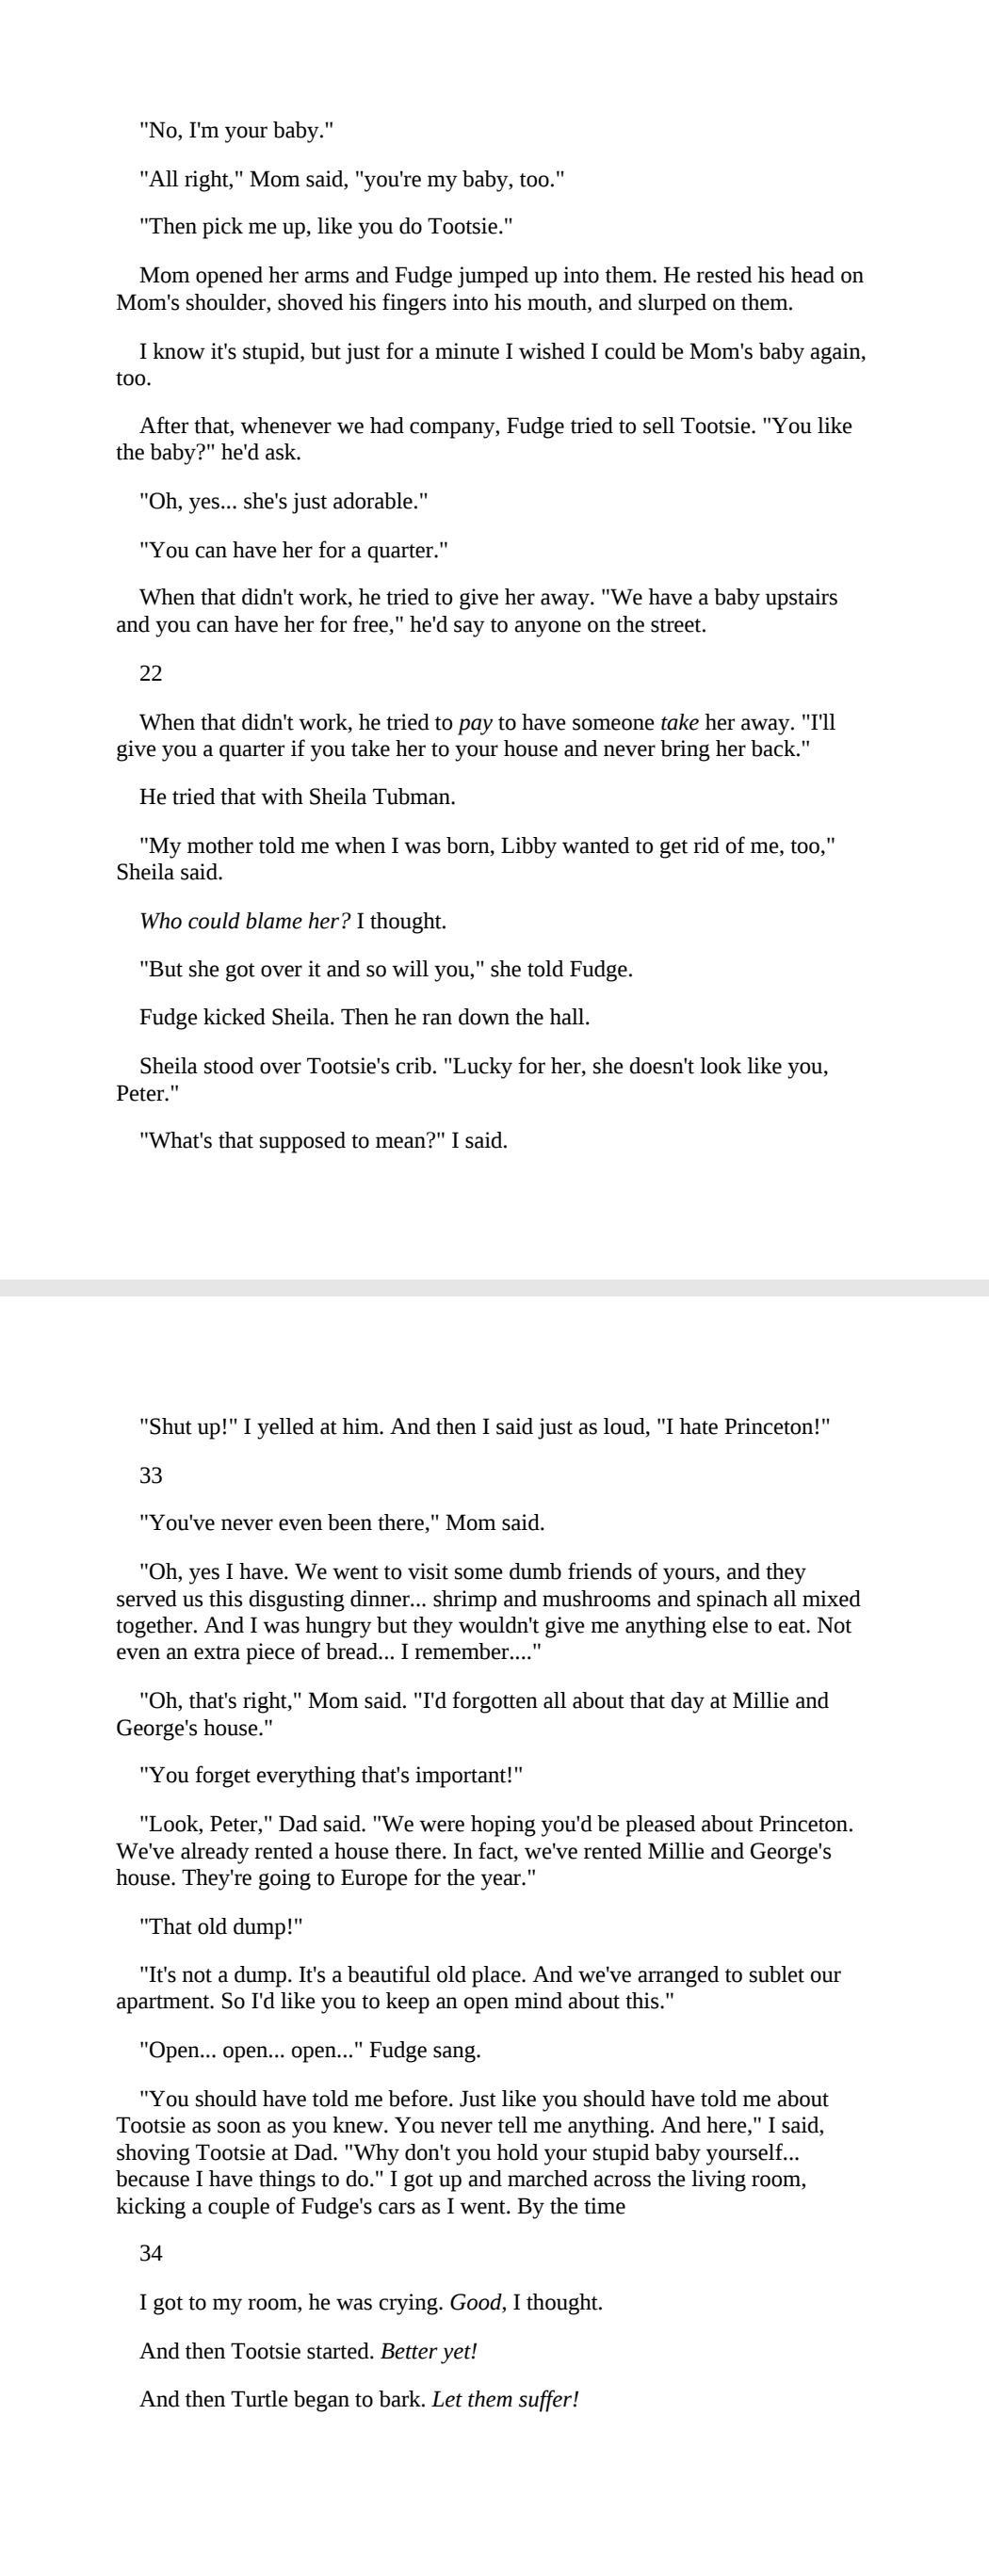 "No, I'm your baby."
"All right," Mom said, "you're my baby, too."
"Then pick me up, like you do Tootsie."
Mom opened her arms and Fudge jumped up into them. He rested his head on
Mom's shoulder, shoved his fingers into his mouth, and slurped on them.
I know it's stupid, but just for a minute I wished I could be Mom's baby again,
too.
After that, whenever we had company, Fudge tried to sell Tootsie. "You like
the baby?" he'd ask.
"Oh, yes... she's just adorable."
"You can have her for a quarter."
When that didn't work, he tried to give her away. "We have a baby upstairs
and you can have her for free," he'd say to anyone on the street.
22
When that didn't work, he tried to pay to have someone take her away. "I'll
give you a quarter if you take her to your house and never bring her back."
He tried that with Sheila Tubman.
"My mother told me when I was born, Libby wanted to get rid of me, too,"
Sheila said.
Who could blame her? I thought.
"But she got over it and so will you," she told Fudge.
Fudge kicked Sheila. Then he ran down the hall.
Sheila stood over Tootsie's crib. "Lucky for her, she doesn't look like you,
Peter."
"What's that supposed to mean?" I said.
"Shut up!" I yelled at him. And then I said just as loud, "I hate Princeton!"
33
"You've never even been there," Mom said.
"Oh, yes I have. We went to visit some dumb friends of yours, and they
served us this disgusting dinner... shrimp and mushrooms and spinach all mixed
together. And I was hungry but they wouldn't give me anything else to eat. Not
even an extra piece of bread... I remember...."
"Oh, that's right," Mom said. "I'd forgotten all about that day at Millie and
George's house."
"You forget everything that's important!"
"Look, Peter," Dad said. "We were hoping you'd be pleased about Princeton.
We've already rented a house there. In fact, we've rented Millie and George's
house. They're going to Europe for the year."
"That old dump!"
"It's not a dump. It's a beautiful old place. And we've arranged to sublet our
apartment. So I'd like you to keep an open mind about this."
"Open... open... open..." Fudge sang.
"You should have told me before. Just like you should have told me about
Tootsie as soon as you knew. You never tell me anything. And here," I said,
shoving Tootsie at Dad. "Why don't you hold your stupid baby yourself...
because I have things to do." I got up and marched across the living room,
kicking a couple of Fudge's cars as I went. By the time
34
I got to my room, he was crying. Good, I thought.
And then Tootsie started. Better yet!
And then Turtle began to bark. Let them suffer!